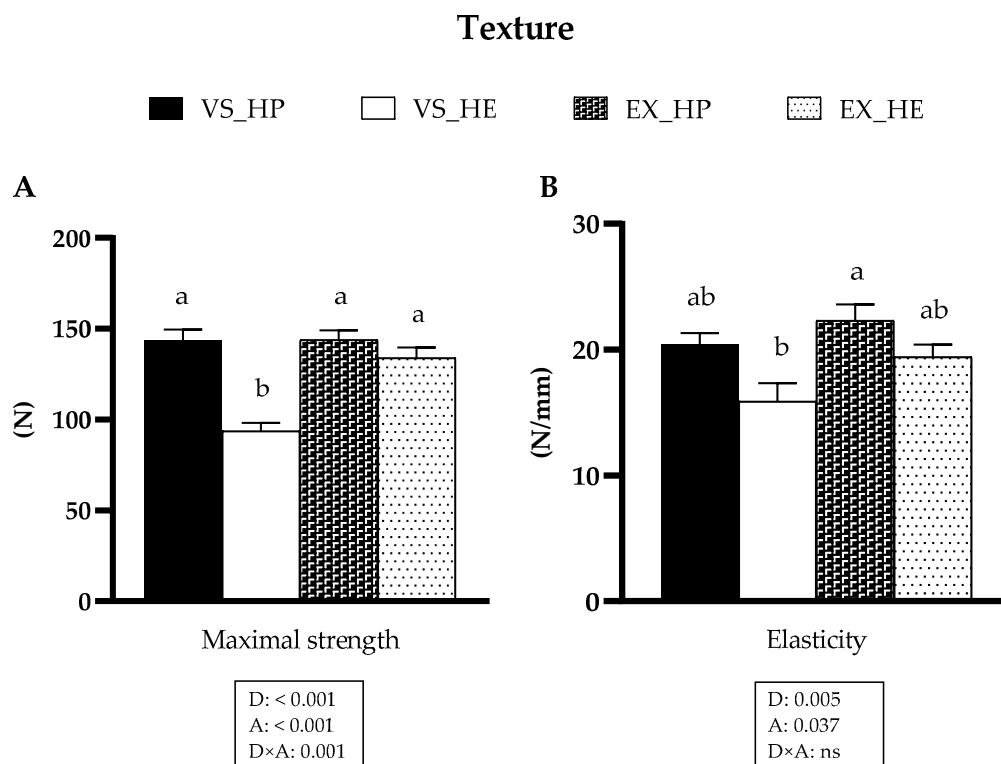 Texture
VS_HP VS_HE EX_HP EX_HE
A
200
150
100
50
0
(N)
a
b
a
a
Maximal strength
D: < 0.001
A: < 0.001
D×A: 0.001
B
30
20
10
0
(N/mm)
ab
b
a
ab
Elasticity
D: 0.005
A: 0.037
D×A: ns